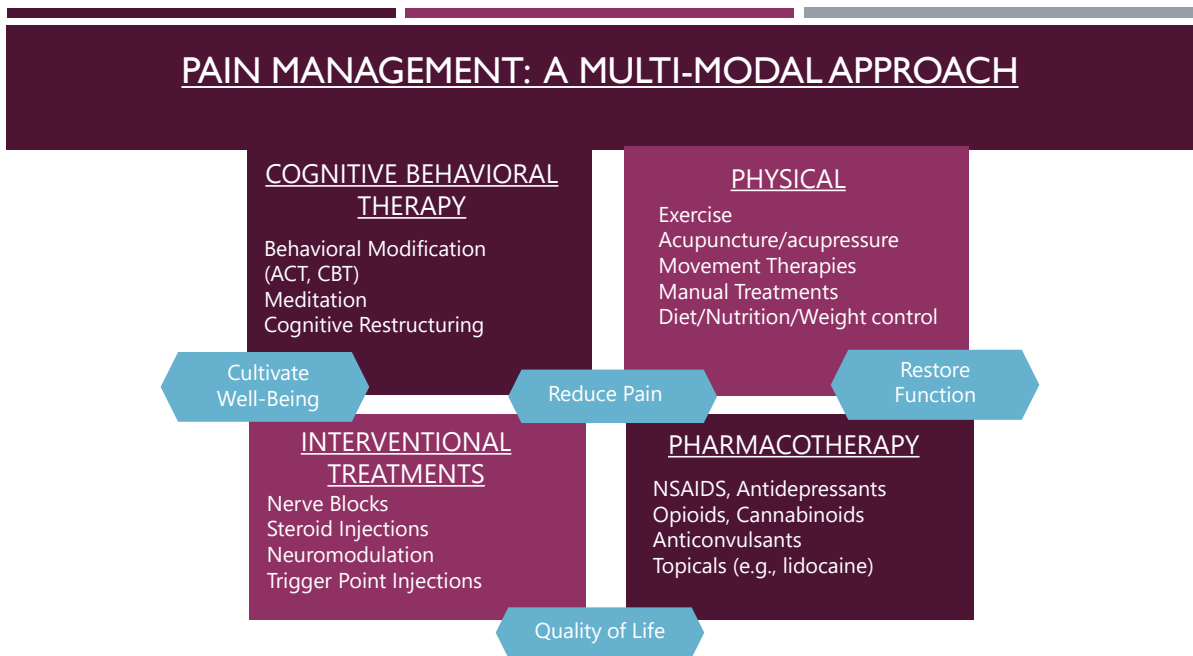 PAIN MANAGEMENT: A MULTI-MODAL APPROACH
COGNITIVE BEHAVIORAL
THERAPY
Behavioral Modification
(ACT, CBT)
Meditation
Cognitive Restructuring
PHYSICAL
Exercise
Acupuncture/acupressure
Movement Therapies
Manual Treatments
Diet/Nutrition/Weight control
Cultivate
Well-Being
Reduce Pain
Restore
Function
INTERVENTIONAL
TREATMENTS
Nerve Blocks
Steroid Injections
Neuromodulation
Trigger Point Injections
PHARMACOTHERAPY
NSAIDS, Antidepressants
Opioids, Cannabinoids
Anticonvulsants
Topicals (e.g., lidocaine)
Quality of Life